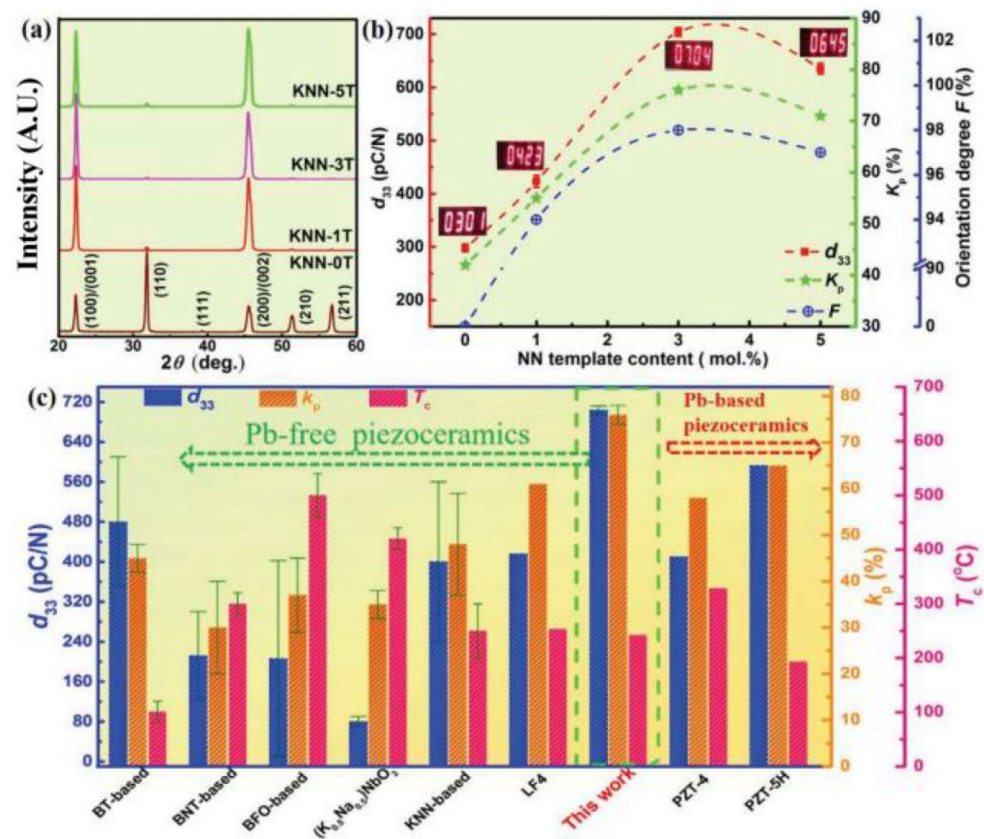 (a)
Intensity (A.U.)
KNN-5T
KNN-3T
KNN-1T
KNN-0T
(100)/(001)
(110)
(111)
(200)/(002)
(210)
(211)
20 30 40 50 60
2θ (deg.)
(b)
700
600
500
400
300
200
d33 (pC/N)
0301
0423
0704
0645
d33
Kp
F
0 1 2 3 4 5
NN template content ( mol.%)
90
80
70
60
50
40
30
Kp (%)
102
100
98
96
94
90
0
Orientation degree F (%)
(c)
d33 kp Tc
Pb-free piezoceramics
Pb-based
piezoceramics
720
640
560
480
400
320
240
160
80
0
d33 (pC/N)
BT-based
BNT-based
BFO-based
(K0.5Na0.5)NbO3
KNN-based
LF4
This work
PZT-4
PZT-5H
80
70
60
50
40
30
20
10
0
kp (%)
700
600
500
400
300
200
100
0
Tc (°C)